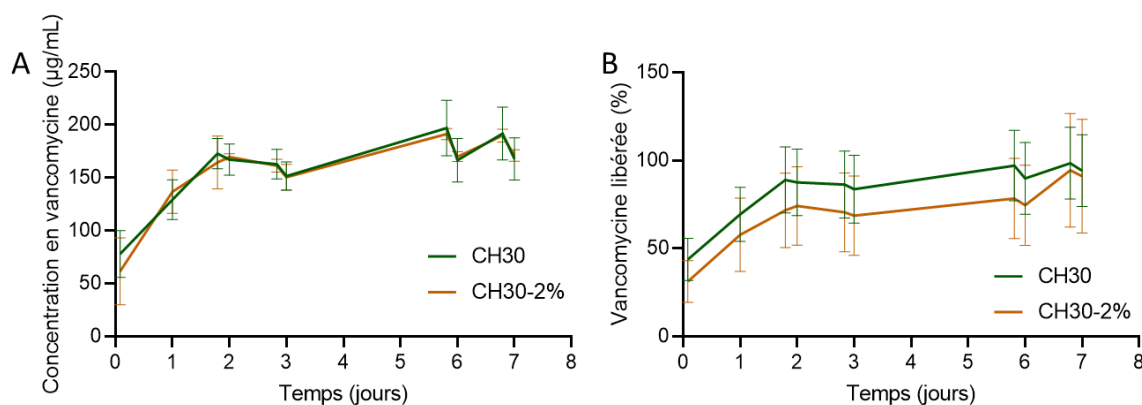 A
Concentration en vancomycine (µg/mL)
250
200
150
100
50
0
0 1 2 3 4 5 6 7 8
Temps (jours)
CH30
CH30-2%
B
Vancomycine libérée (%)
150
100
50
0
0 1 2 3 4 5 6 7 8
Temps (jours)
CH30
CH30-2%